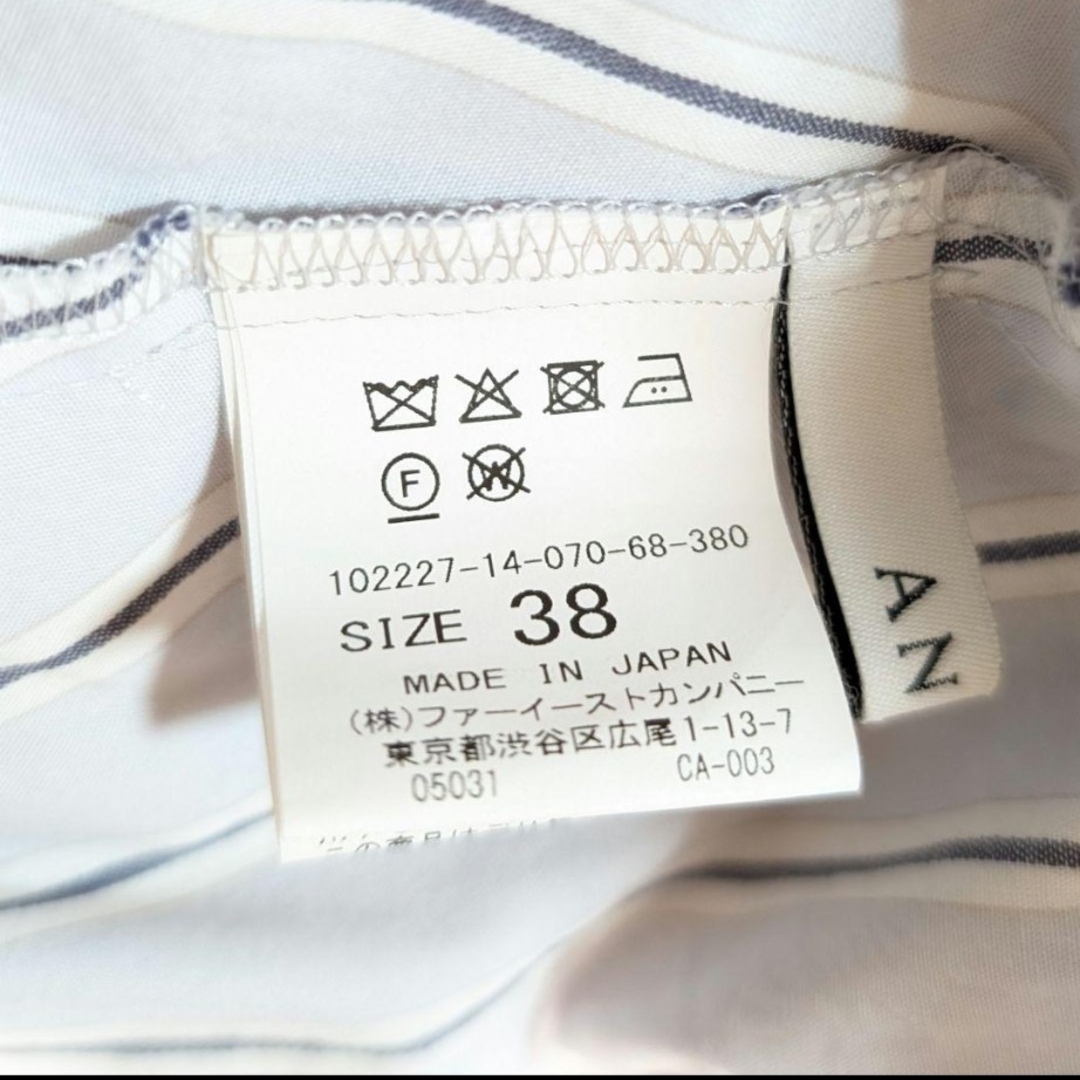 F
W
102227-14-070-68-380
SIZE 38
MADE IN JAPAN
(株)ファーイーストカンパニー
東京都渋谷区広尾1-13-7
05031 CA-003
AN